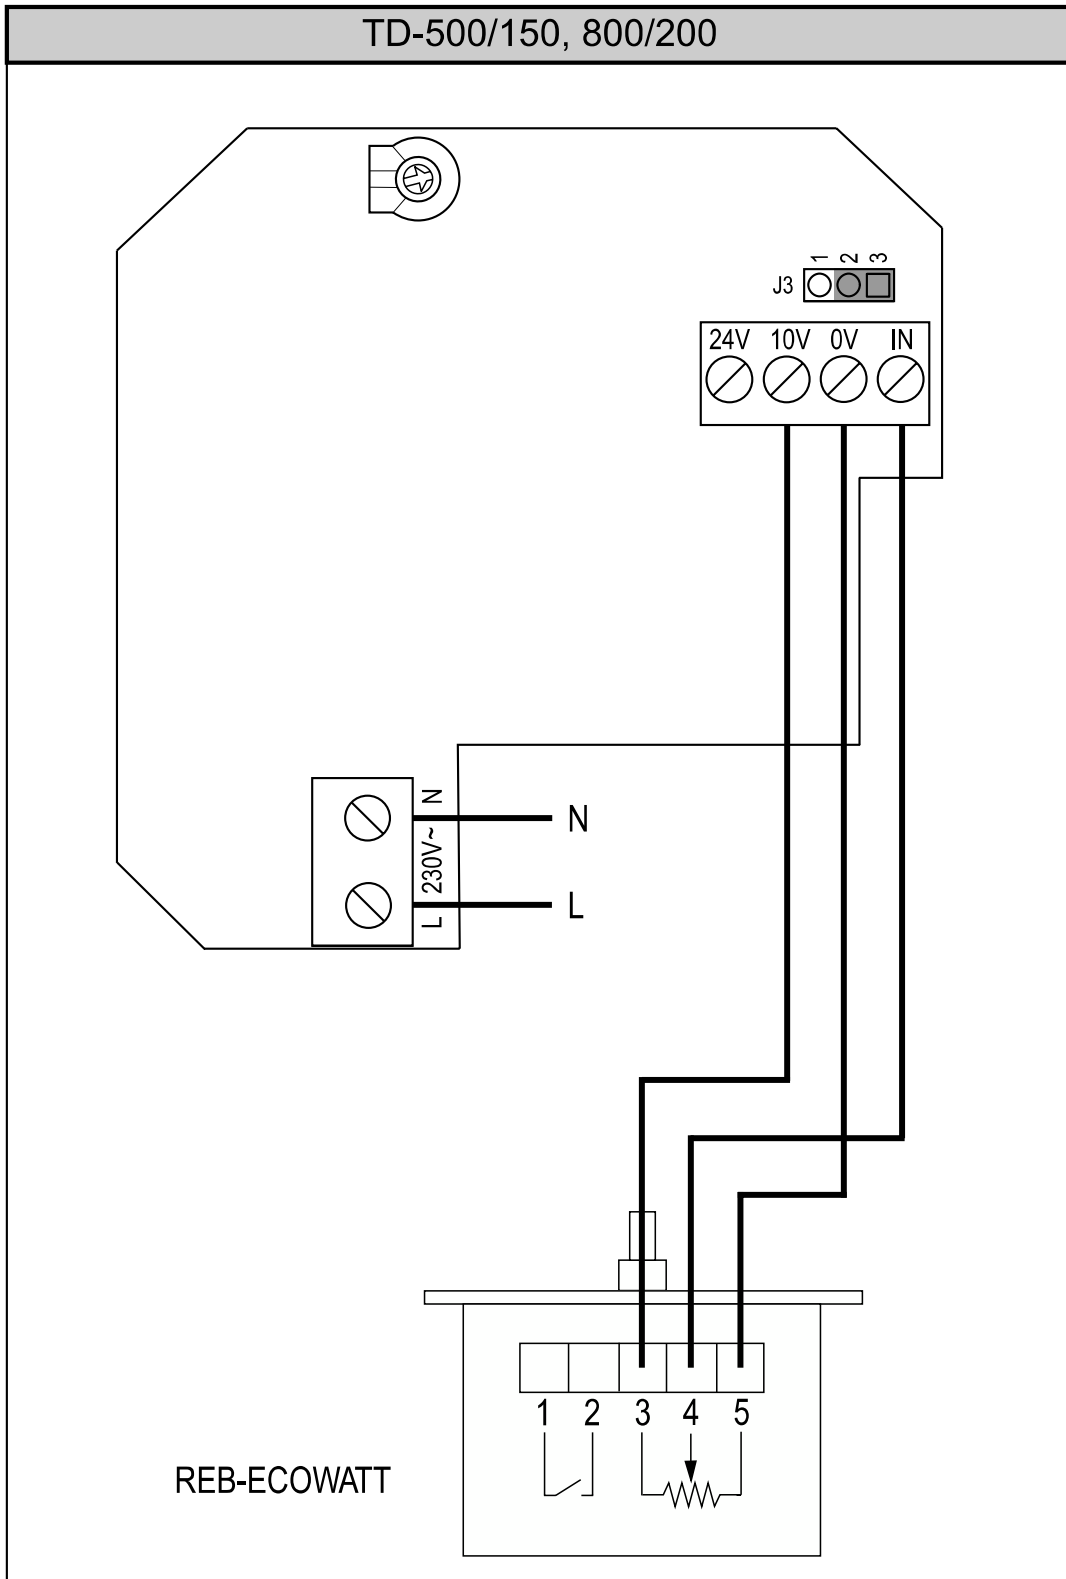 TD-500/150, 800/200
1 2 3
J3
24V 10V 0V IN
N
230V~
L
N
L
1 2 3 4 5
REB-ECOWATT